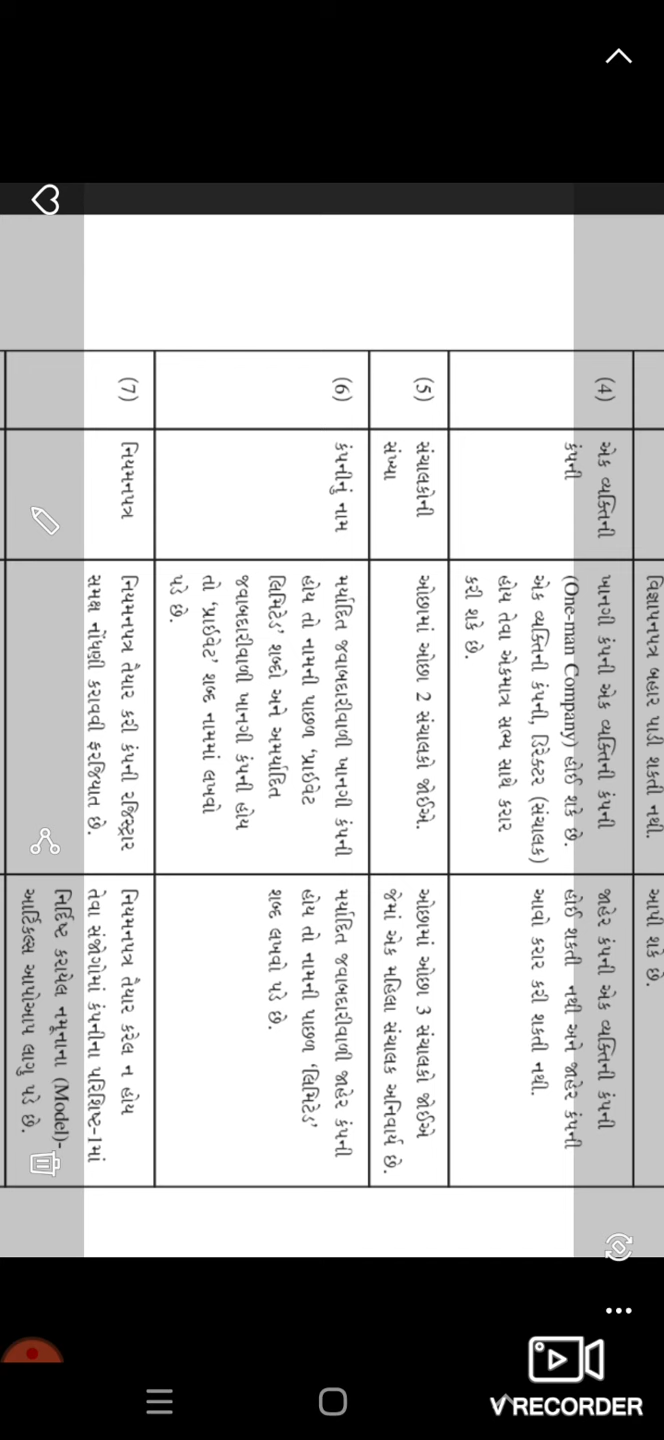 વિજ્ઞાપનપત્ર બહાર પાડી શકતી નથી.
આપી શકે છે.
(4)
એક વ્યક્તિની
કંપની
ખાનગી કંપની એક વ્યક્તિની કંપની
(One-man Company) હોઈ શકે છે.
એક વ્યક્તિની કંપની, ડિરેક્ટર (સંચાલક)
હોય તેવા એકમાત્ર સભ્ય સાથે કરાર
કરી શકે છે.
જાહેર કંપની એક વ્યક્તિની કંપની
હોઈ શકતી નથી અને જાહેર કંપની
આવો કરાર કરી શકતી નથી.
(5)
સંચાલકોની
સંખ્યા
ઓછામાં ઓછા 2 સંચાલકો જોઈએ.
ઓછામાં ઓછા 3 સંચાલકો જોઈએ
જેમાં એક મહિલા સંચાલક અનિવાર્ય છે.
(6)
કંપનીનું નામ
મર્યાદિત જવાબદારીવાળી ખાનગી કંપની
હોય તો નામની પાછળ ‘પ્રાઈવેટ
લિમિટેડ’ શબ્દો અને અમર્યાદિત
જવાબદારીવાળી ખાનગી કંપની હોય
તો ‘પ્રાઈવેટ’ શબ્દ નામમાં લખવો
પડે છે.
મર્યાદિત જવાબદારીવાળી જાહેર કંપની
હોય તો નામની પાછળ ‘લિમિટેડ’
શબ્દ લખવો પડે છે.
(7)
નિયમનપત્ર
નિયમનપત્ર તૈયાર કરી કંપની રજિસ્ટ્રાર
સમક્ષ નોંધણી કરાવવી ફરજિયાત છે.
નિયમનપત્ર તૈયાર કરેલ ન હોય
તેવા સંજોગોમાં કંપનીના પરિશિષ્ટ-1માં
નિર્દિષ્ટ કરાયેલ નમૂનાના (Model)-
આર્ટિકલ્સ આપોઆપ લાગુ પડે છે.
V RECORDER